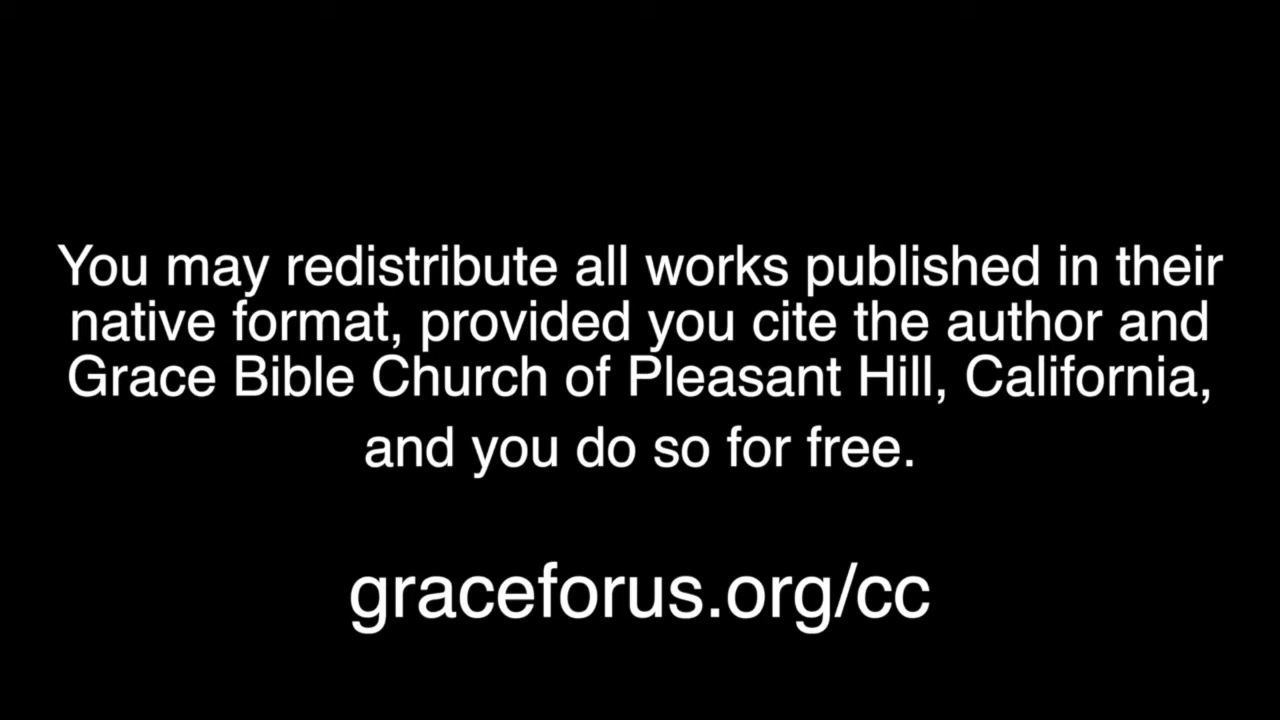 You may redistribute all works published in their
native format, provided you cite the author and
Grace Bible Church of Pleasant Hill, California,
and you do so for free.
graceforus.org/cc